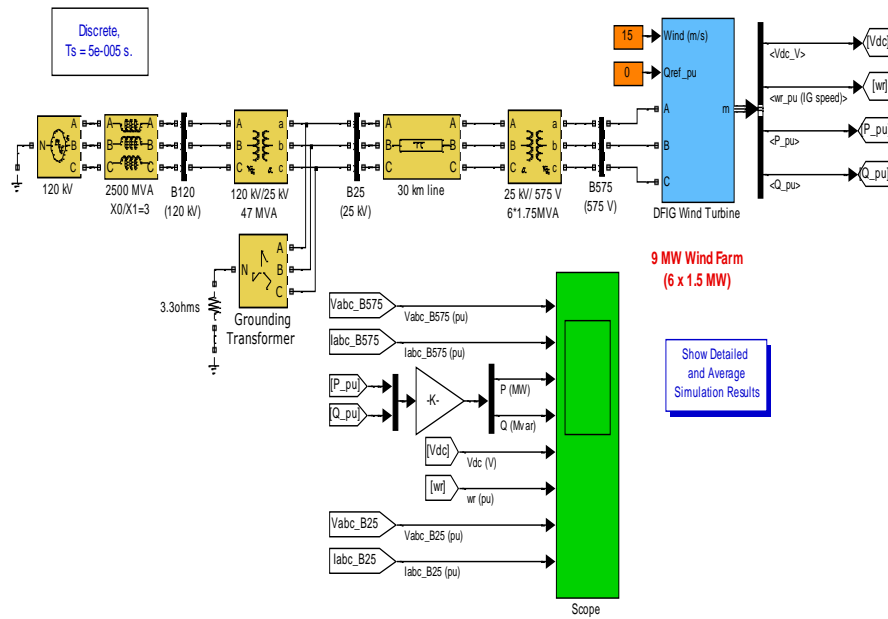 Discrete,
Ts = 5e-005 s.
15
Wind (m/s)
0
Qref_pu
A
B
C
m
DFIG Wind Turbine
[Vdc]
<Vdc_V>
[wr]
<wr_pu (IG speed)>
P_pu]
<P_pu>
[Q_pu]
<Q_pu>
N
A
B
C
120 kV
A
B
C
A
B
C
2500 MVA
X0/X1=3
B120
(120 kV)
A
B
C
a
b
c
120 kV/25 kV
47 MVA
B25
(25 kV)
A
B
C
A
B
C
30 km line
A
B
C
a
b
c
25 kV/ 575 V
6*1.75MVA
B575
(575 V)
9 MW Wind Farm
(6 x 1.5 MW)
N
A
B
C
3.3ohms
Grounding
Transformer
Vabc_B575
Vabc_B575 (pu)
Iabc_B575
Iabc_B575 (pu)
[P_pu]
[Q_pu]
-K-
P (MW)
Q (Mvar)
[Vdc]
Vdc (V)
[wr]
wr (pu)
Vabc_B25
Vabc_B25 (pu)
Iabc_B25
Iabc_B25 (pu)
Scope
Show Detailed
and Average
Simulation Results